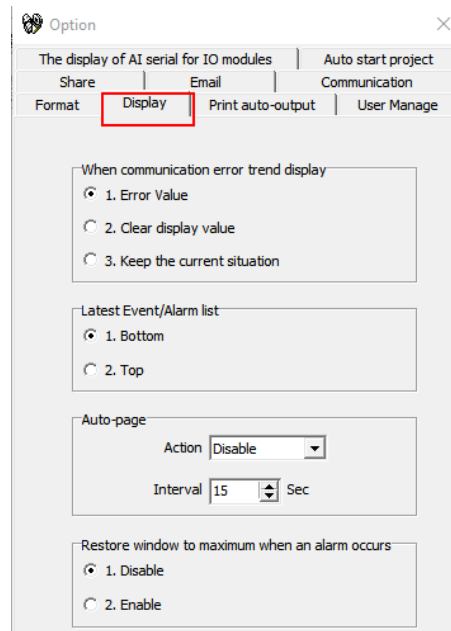 Option
The display of AI serial for IO modules Auto start project
Share Email Communication
Format Display Print auto-output User Manage
When communication error trend display
1. Error Value
2. Clear display value
3. Keep the current situation
Latest Event/Alarm list
1. Bottom
2. Top
Auto-page
Action Disable
Interval 15 Sec
Restore window to maximum when an alarm occurs
1. Disable
2. Enable